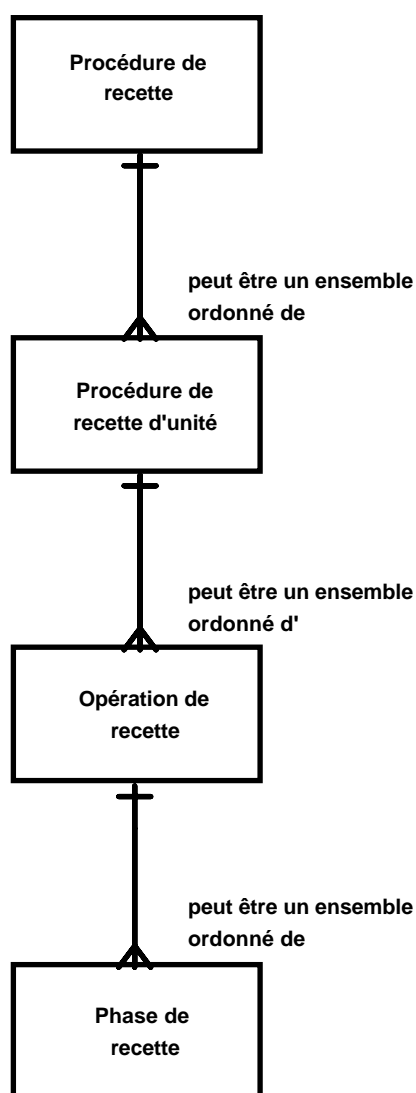 Procédure de
recette
peut être un ensemble
ordonné de
Procédure de
recette d'unité
peut être un ensemble
ordonné d'
Opération de
recette
peut être un ensemble
ordonné de
Phase de
recette